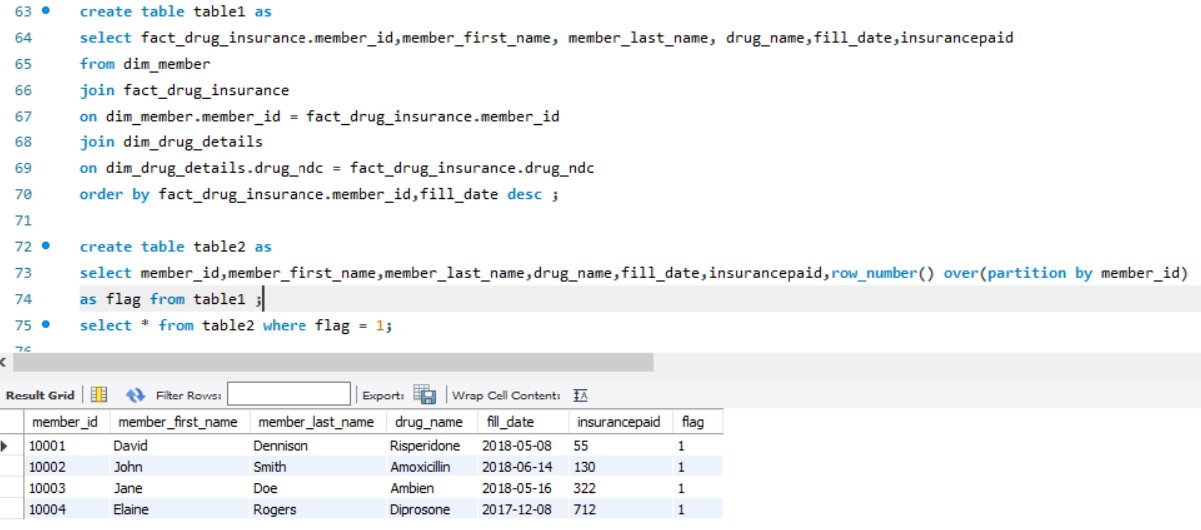 63 create table table1 as
64 select fact_drug_insurance.member_id,member_first_name, member_last_name, drug_name,fill_date,insurancepaid
65 from dim_member
66 join fact_drug_insurance
67 on dim_member.member_id = fact_drug_insurance.member_id
68 join dim_drug_details
69 on dim_drug_details.drug_ndc = fact_drug_insurance.drug_ndc
70 order by fact_drug_insurance.member_id,fill_date desc ;
71
72 create table table2 as
73 select member_id,member_first_name,member_last_name,drug_name,fill_date,insurancepaid,row_number() over(partition by member_id)
74 as flag from table1 ;
75 select * from table2 where flag = 1;
76
Result Grid Filter Rows: Export: Wrap Cell Content: IA
member_id member_first_name member_last_name drug_name fill_date insurancepaid flag
10001 David Dennison Risperidone 2018-05-08 55 1
10002 John Smith Amoxicillin 2018-06-14 130 1
10003 Jane Doe Ambien 2018-05-16 322 1
10004 Elaine Rogers Diprosone 2017-12-08 712 1